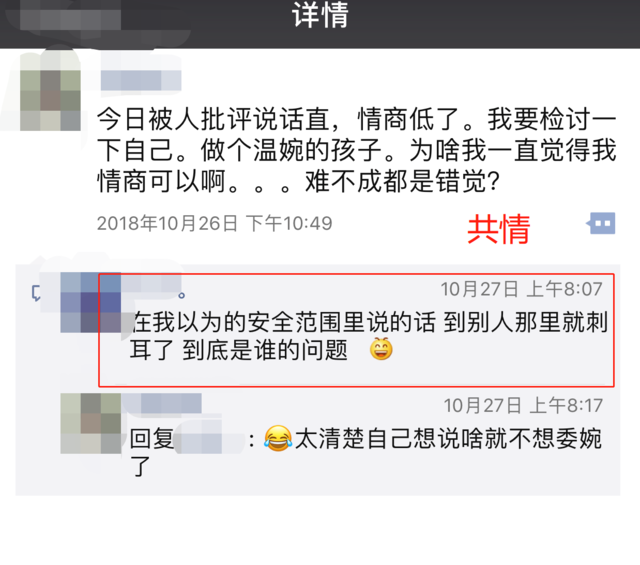 详情
今日被人批评说话直，情商低了。我要检讨一
下自己。做个温婉的孩子。为啥我一直觉得我
情商可以啊。。。难不成都是错觉？
2018年10月26日 下午10:49
共情
10月27日 上午8:07
在我以为的安全范围里说的话 到别人那里就刺
耳了 到底是谁的问题
10月27日 上午8:17
回复 : 😂太清楚自己想说啥就不想委婉
了